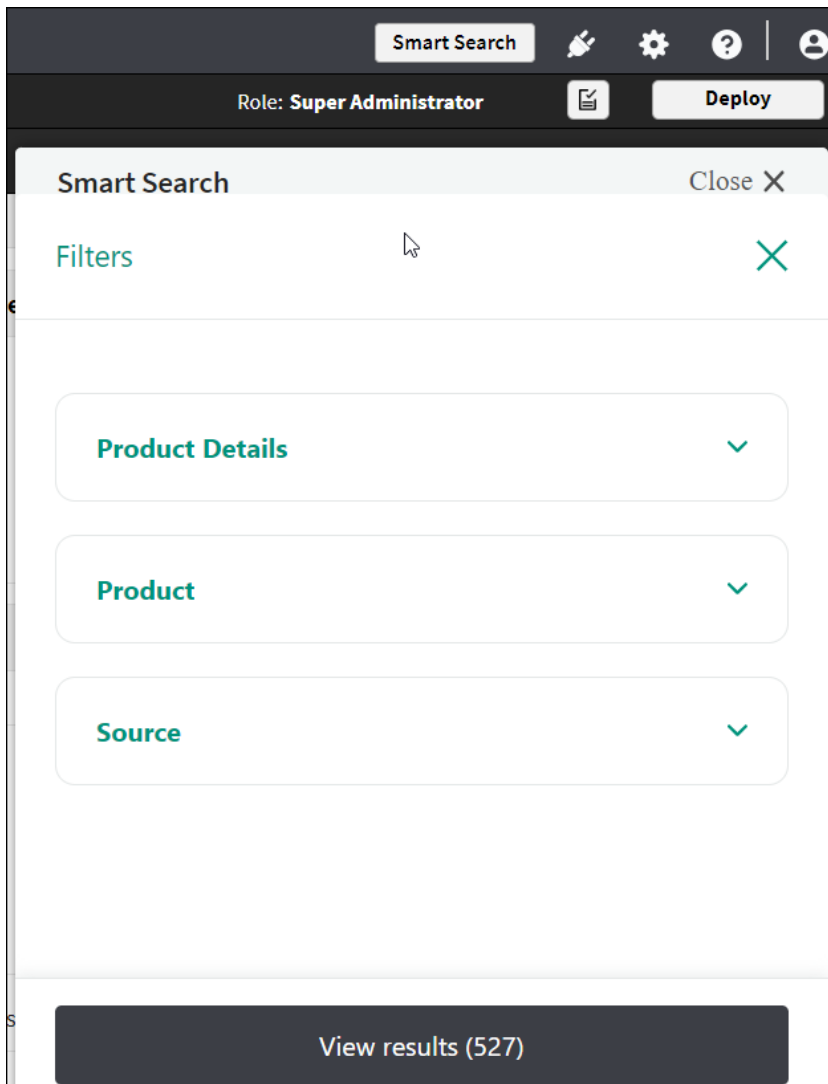 Smart Search
Role: Super Administrator
Deploy
Smart Search
Close
Filters
e
Product Details
Product
Source
s
View results (527)